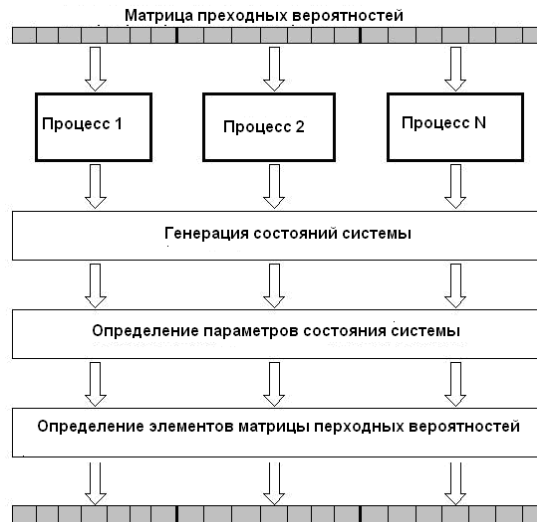 Матрица преходных вероятностей
Процесс 1
Процесс 2
Процесс N
Генерация состояний системы
Определение параметров состояния системы
Определение элементов матрицы перходных вероятностей